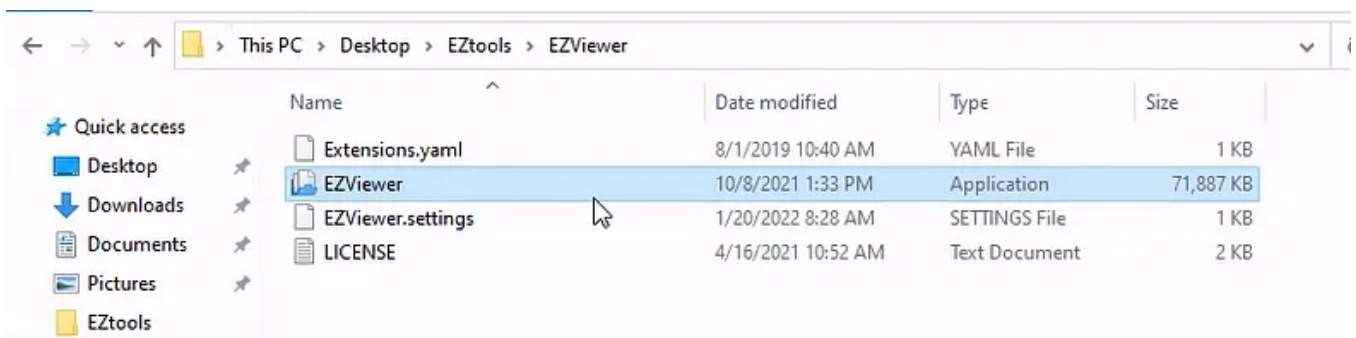 This PC > Desktop > EZtools > EZViewer
Name Date modified Type Size
Quick access
Desktop
Downloads
Documents
Pictures
EZtools
Extensions.yaml 8/1/2019 10:40 AM YAML File 1 KB
EZViewer 10/8/2021 1:33 PM Application 71,887 KB
EZViewer.settings 1/20/2022 8:28 AM SETTINGS File 1 KB
LICENSE 4/16/2021 10:52 AM Text Document 2 KB